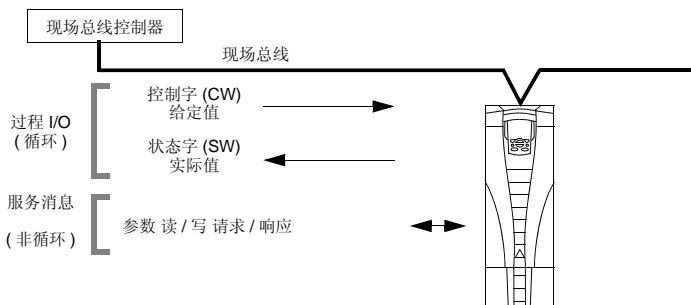 现场总线控制器
现场总线
控制字 (CW)
给定值
过程 I/O
( 循环 )
状态字 (SW)
实际值
服务消息
( 非循环 )
参数 读 / 写 请求 / 响应